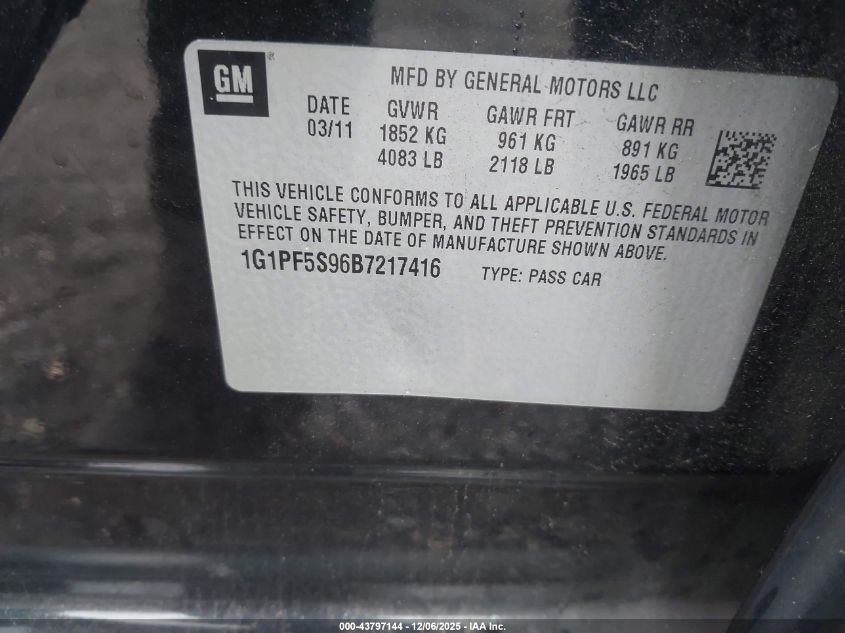 GM ®
MFD BY GENERAL MOTORS LLC
DATE GVWR GAWR FRT GAWR RR
03/11 1852 KG 961 KG 891 KG
4083 LB 2118 LB 1965 LB
THIS VEHICLE CONFORMS TO ALL APPLICABLE U.S. FEDERAL MOTOR
VEHICLE SAFETY, BUMPER, AND THEFT PREVENTION STANDARDS IN
EFFECT ON THE DATE OF MANUFACTURE SHOWN ABOVE.
1G1PF5S96B7217416 TYPE: PASS CAR
000-43797144 - 12/06/2025 - IAA Inc.